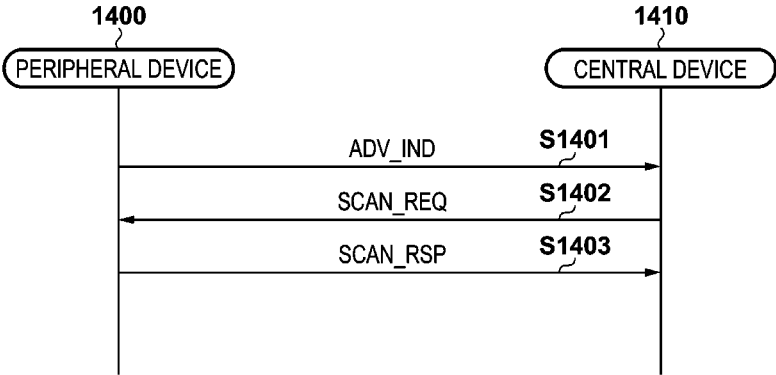 1400
1410
PERIPHERAL DEVICE
CENTRAL DEVICE
ADV_IND
S1401
SCAN_REQ
S1402
SCAN_RSP
S1403